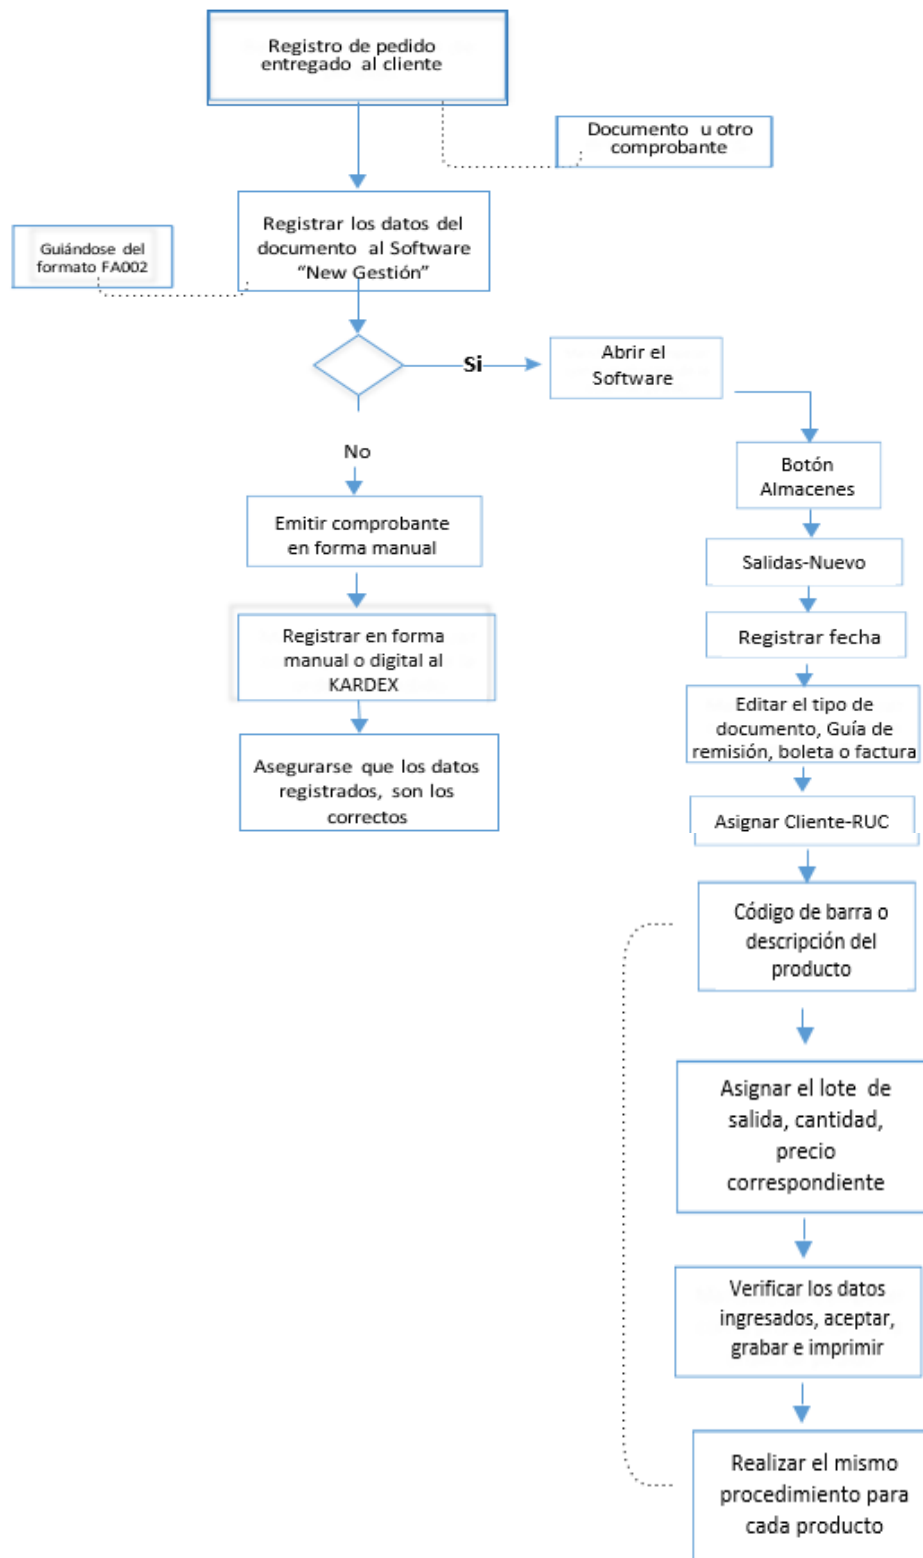 Registro de pedido
entregado al cliente
Documento u otro
comprobante
Registrar los datos del
documento al Software
“New Gestión”
Guiándose del
formato FA002
Si
Abrir el
Software
No
Emitir comprobante
en forma manual
Registrar en forma
manual o digital al
KARDEX
Asegurarse que los datos
registrados, son los
correctos
Botón
Almacenes
Salidas-Nuevo
Registrar fecha
Editar el tipo de
documento, Guía de
remisión, boleta o factura
Asignar Cliente-RUC
Código de barra o
descripción del
producto
Asignar el lote de
salida, cantidad,
precio
correspondiente
Verificar los datos
ingresados, aceptar,
grabar e imprimir
Realizar el mismo
procedimiento para
cada producto